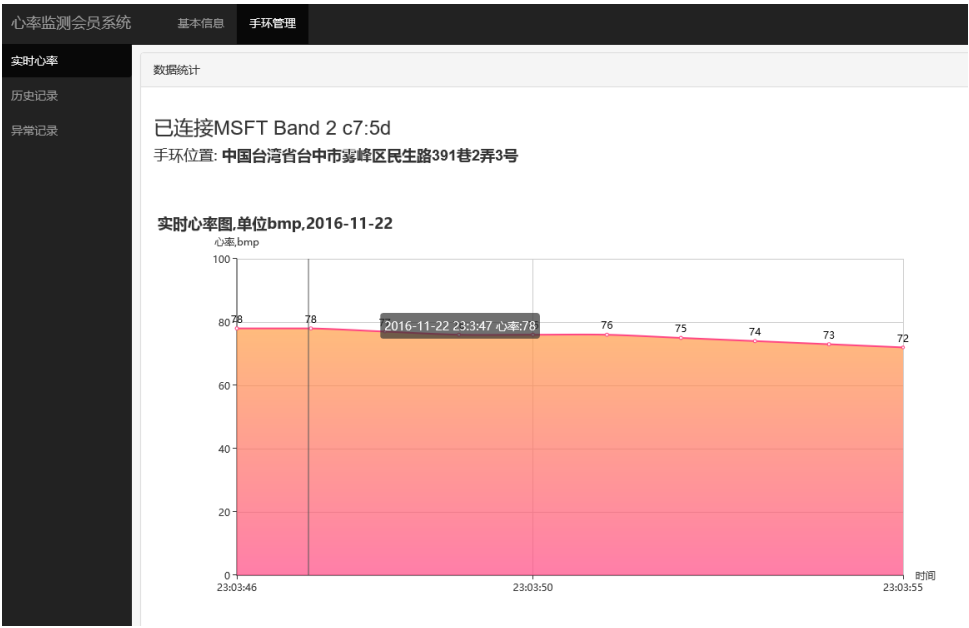 心率监测会员系统 基本信息 手环管理
实时心率
历史记录
异常记录
数据统计
已连接MSFT Band 2 c7:5d
手环位置: 中国台湾省台中市雾峰区民生路391巷2弄3号
实时心率图,单位bmp,2016-11-22
心率,bmp
100
80
60
40
20
0
78
78
2016-11-22 23:3:47 心率:78
76
75
74
73
72
23:03:46
23:03:50
23:03:55
时间